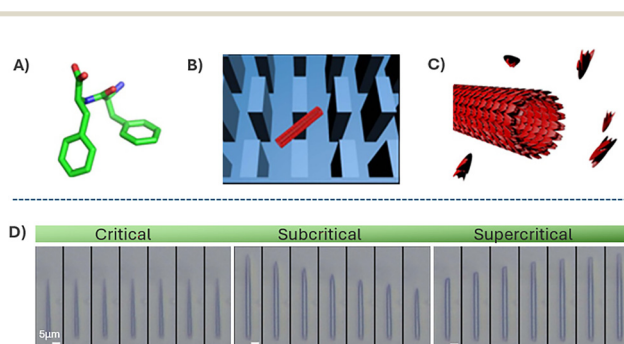 A)
B)
C)
D)
Critical
Subcritical
Supercritical
5µm